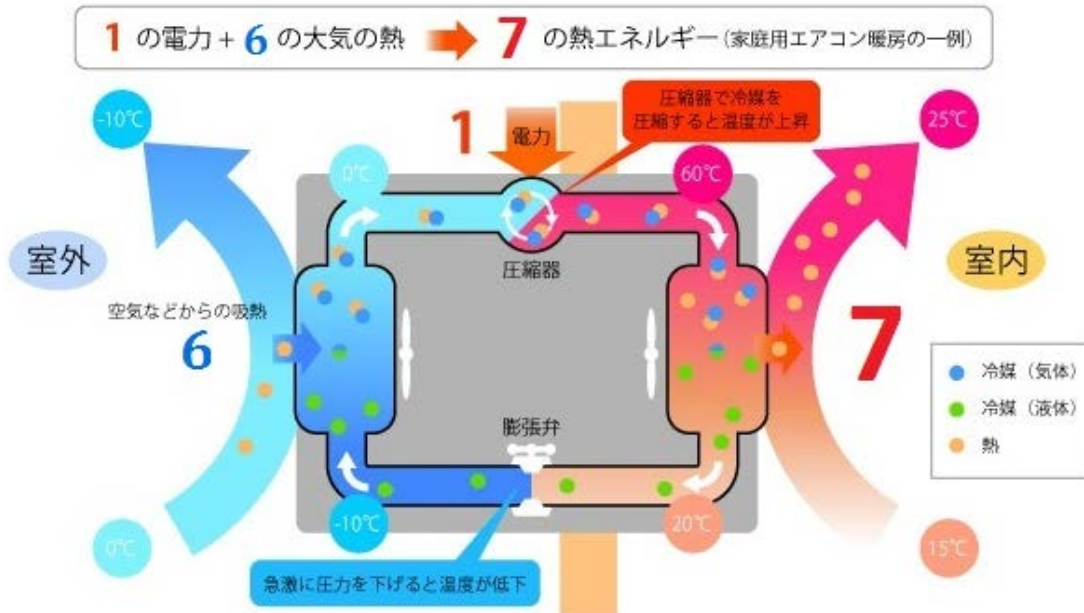 1 の電力 + 6 の大気の熱 7 の熱エネルギー(家庭用エアコン暖房の一例)
-10℃
1
電力
圧縮器で冷媒を
圧縮すると温度が上昇
25℃
0℃
60℃
室外
圧縮器
室内
空気などからの吸熱
6
7
冷媒(気体)
冷媒(液体)
熱
膨張弁
0℃
-10℃
20℃
15℃
急激に圧力を下げると温度が低下